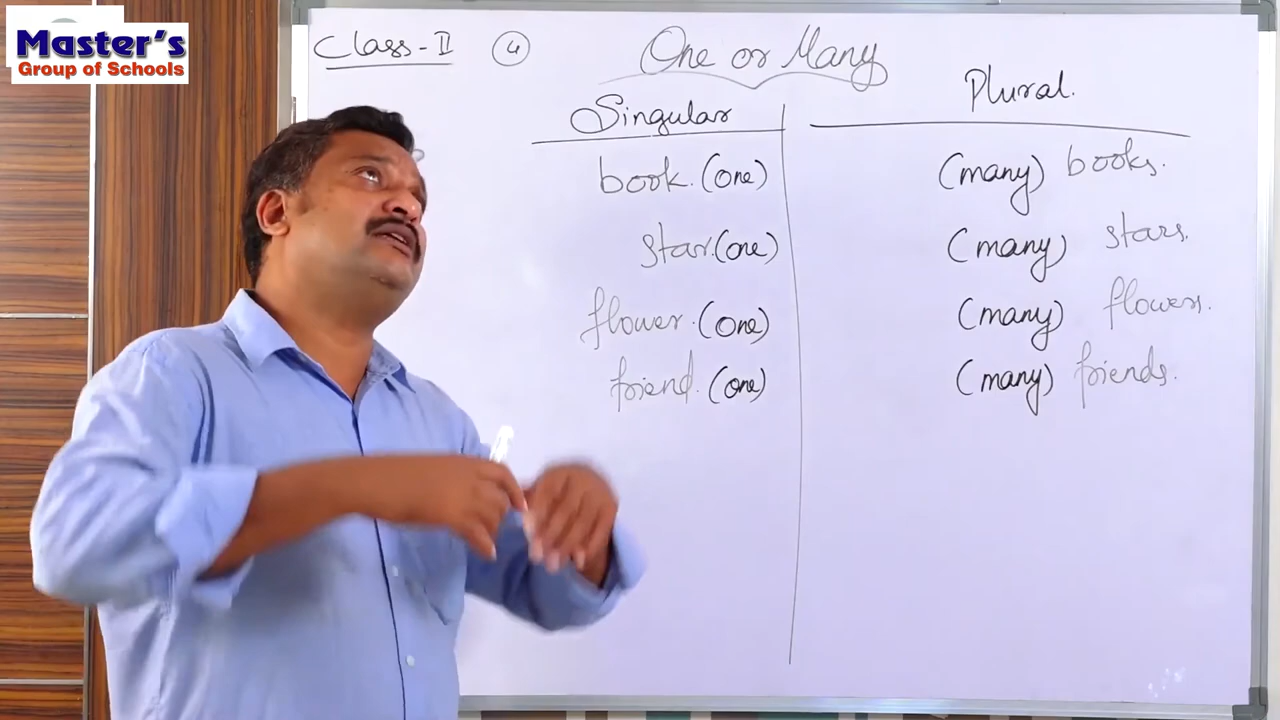 Master's
Group of Schools
Class-II 4 One or Many
Singular Plural.
book. (one) (many) books.
star. (one) (many) stars.
flower. (one) (many) flowers.
friend. (one) (many) friends.